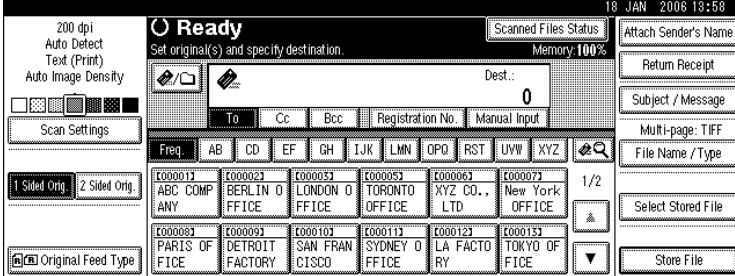 18 JAN 2006 13:58
200 dpi
Auto Detect
Text (Print)
Auto Image Density
Scan Settings
1 Sided Orig.
2 Sided Orig.
Original Feed Type
Ready
Scanned Files Status
Set original(s) and specify destination.
Memory:100%
Dest.:
0
To
Cc
Bcc
Registration No.
Manual Input
Freq.
AB
CD
EF
GH
IJK
LMN
OPQ
RST
UVW
XYZ
[00001]
ABC COMP
ANY
[00002]
BERLIN O
FFICE
[00003]
LONDON O
FFICE
[00005]
TORONTO
OFFICE
[00006]
XYZ CO.,
LTD
[00007]
New York
OFFICE
1/2
[00008]
PARIS OF
FICE
[00009]
DETROIT
FACTORY
[00010]
SAN FRAN
CISCO
[00011]
SYDNEY O
FFICE
[00012]
LA FACTO
RY
[00013]
TOKYO OF
FICE
Attach Sender's Name
Return Receipt
Subject / Message
Multi-page: TIFF
File Name / Type
Select Stored File
Store File